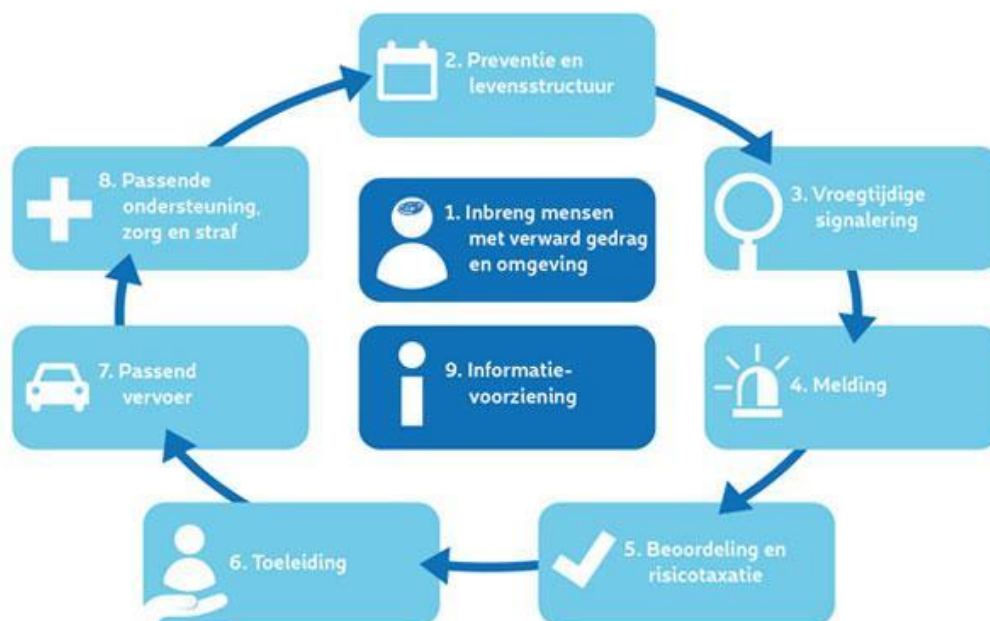 2. Preventie en
levensstructuur
8. Passende
ondersteuning,
zorg en straf
1. Inbreng mensen
met verward gedrag
en omgeving
3. Vroegtijdige
signalering
7. Passend
vervoer
9. Informatie-
voorziening
4. Melding
6. Toeleiding
5. Beoordeling en
risicotaxatie